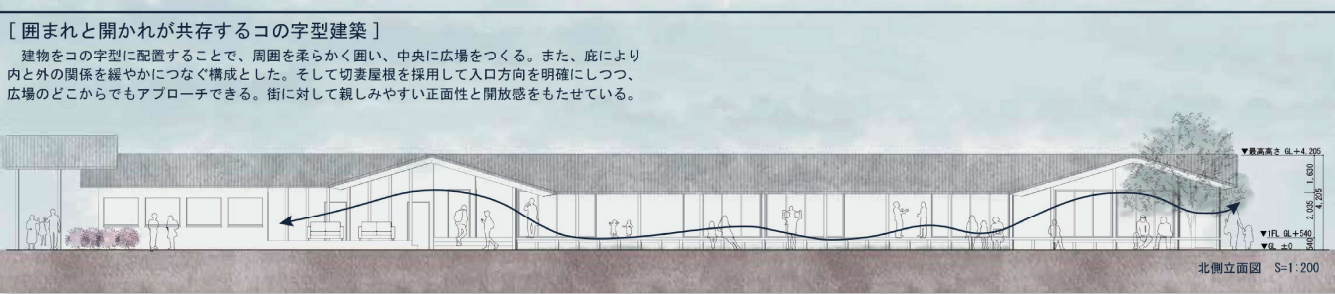 [ 囲まれと開かれが共存するコの字型建築 ]
　建物をコの字型に配置することで、周囲を柔らかく囲い、中央に広場をつくる。また、庇により
内と外の関係を緩やかにつなぐ構成とした。そして切妻屋根を採用して入口方向を明確にしつつ、
広場のどこからでもアプローチできる。街に対して親しみやすい正面性と開放感をもたせている。
▼最高高さ GL+4,205
1,630
2,035
4,205
▼1FL GL+540
540
▼GL ±0
北側立面図　S=1:200